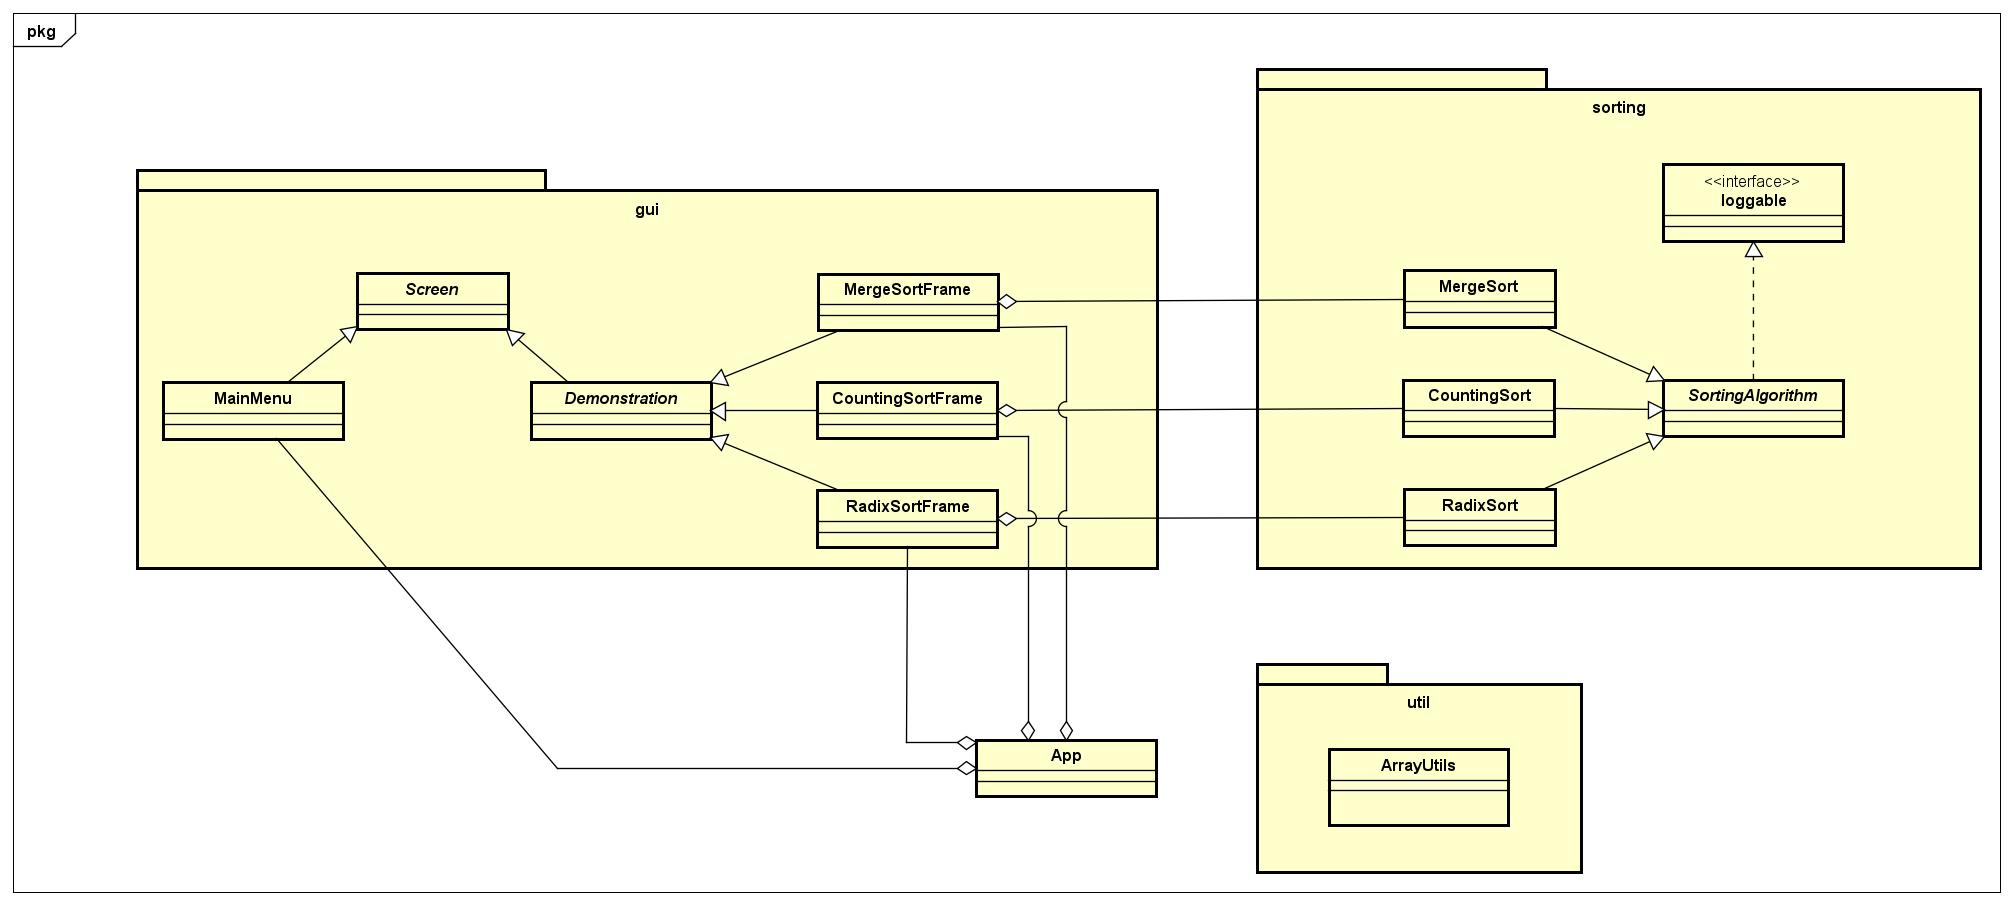 pkg
sorting
<<interface>>
loggable
gui
Screen
MergeSortFrame
MergeSort
MainMenu
Demonstration
CountingSortFrame
CountingSort
SortingAlgorithm
RadixSortFrame
RadixSort
util
App
ArrayUtils